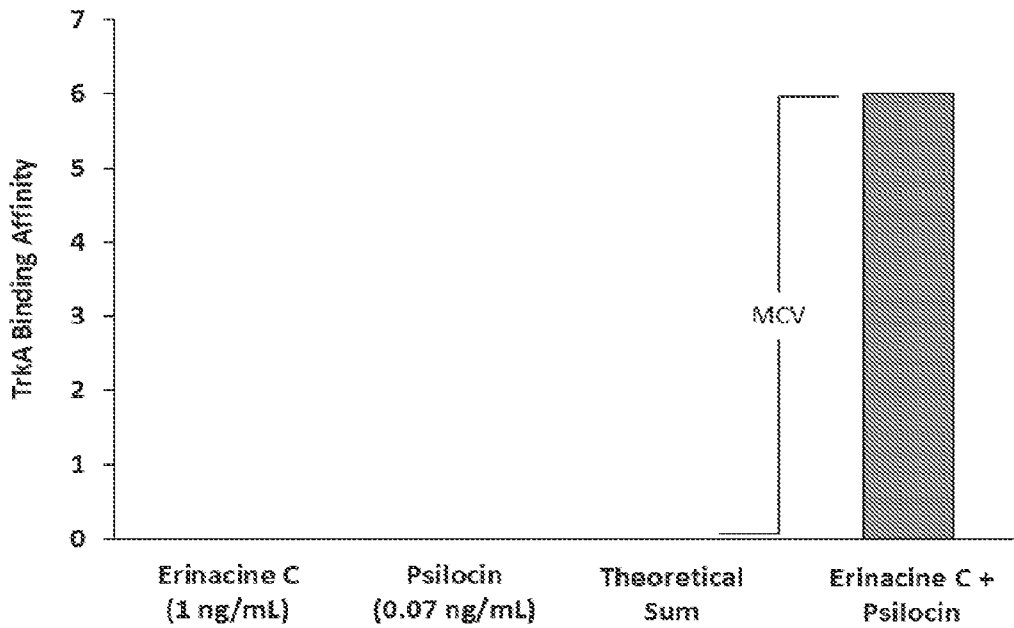 7
6
5
4
3
2
1
0
TrkA Binding Affinity
MCV
Erinacine C
(1 ng/mL)
Psilocin
(0.07 ng/mL)
Theoretical
Sum
Erinacine C +
Psilocin